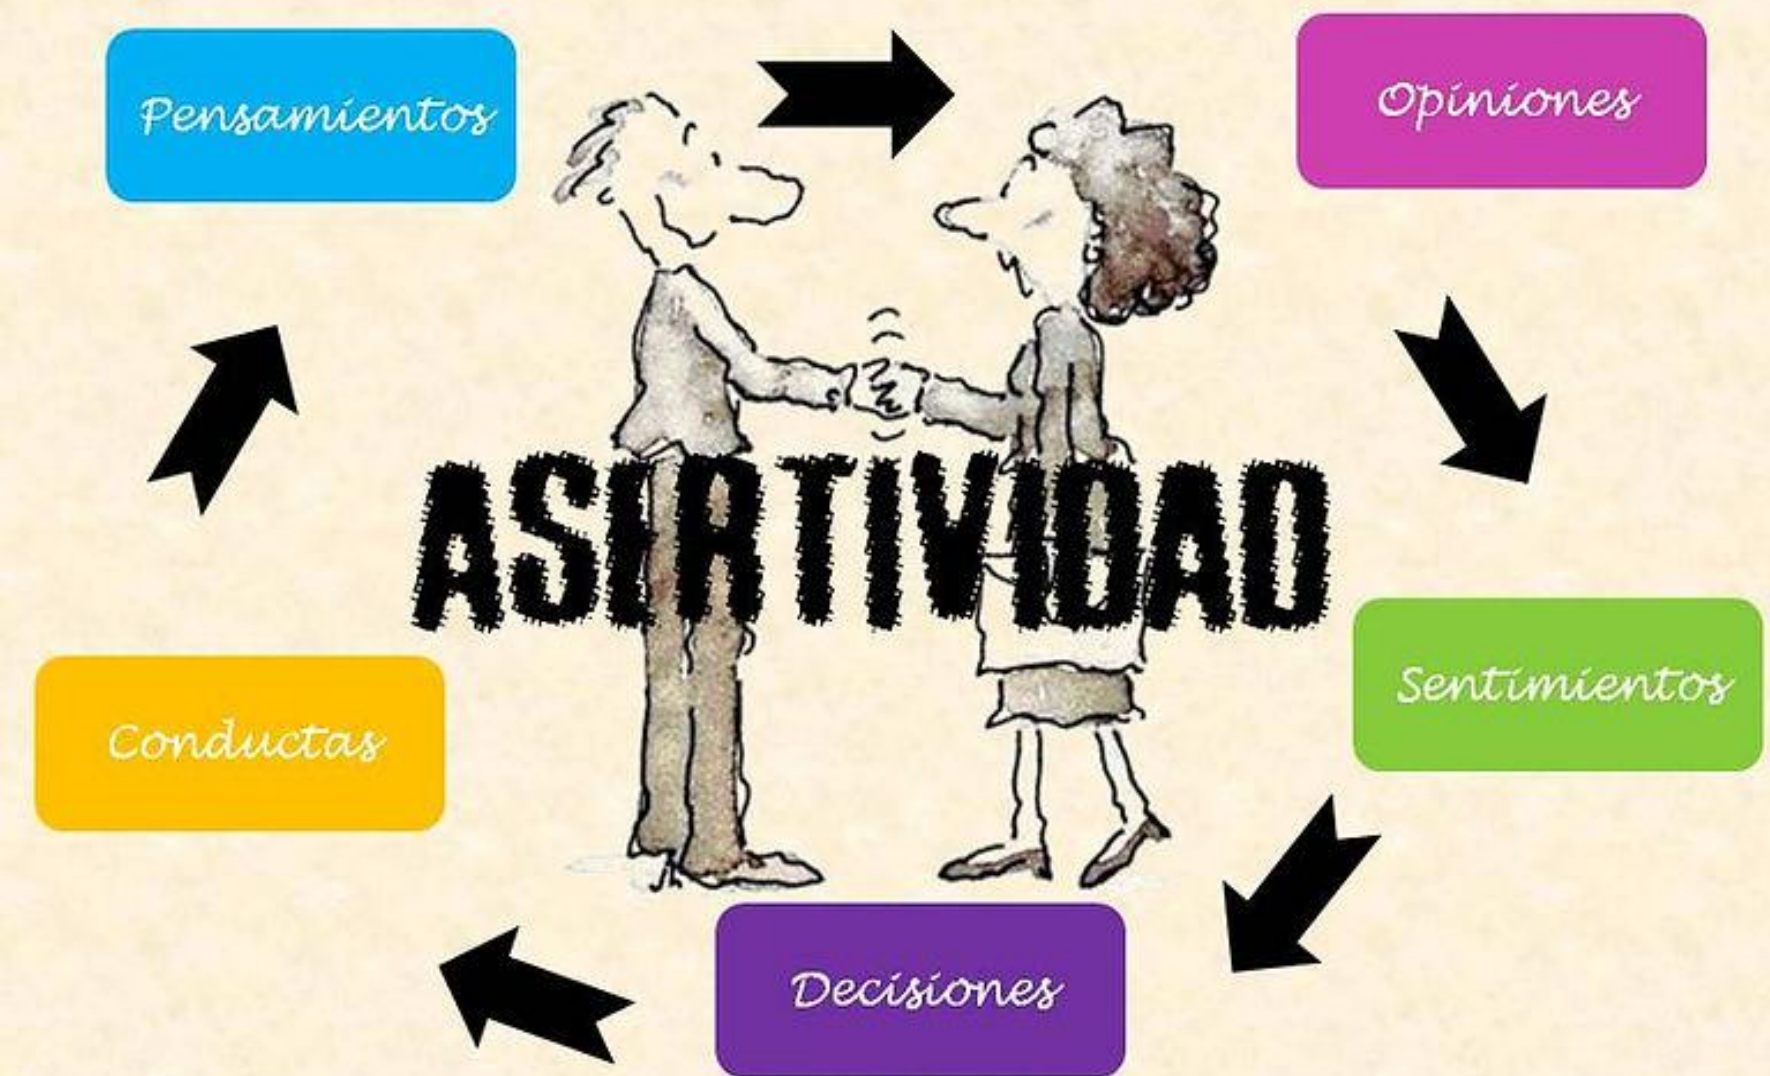 Pensamientos
Opiniones
ASERTIVIDAD
Sentimientos
Conductas
Decisiones